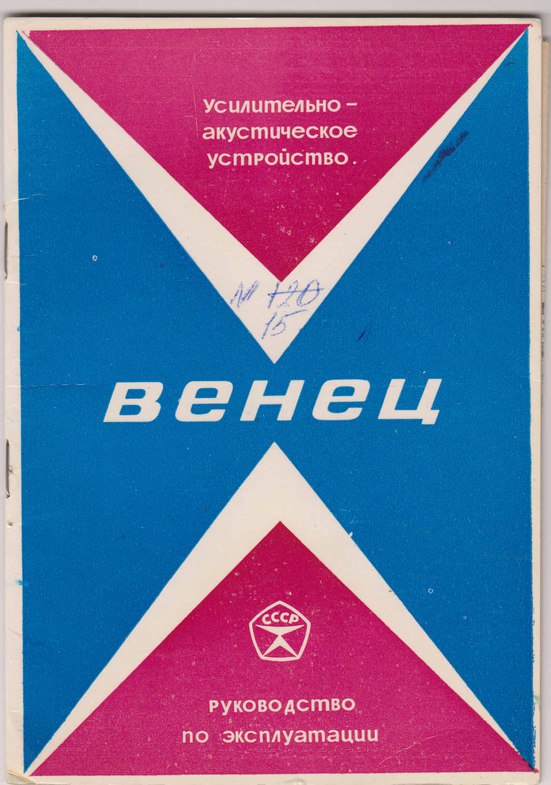 Усилительно-
акустическое
устройство.
№ 120
15
Венец
СССР
Руководство
по эксплуатации